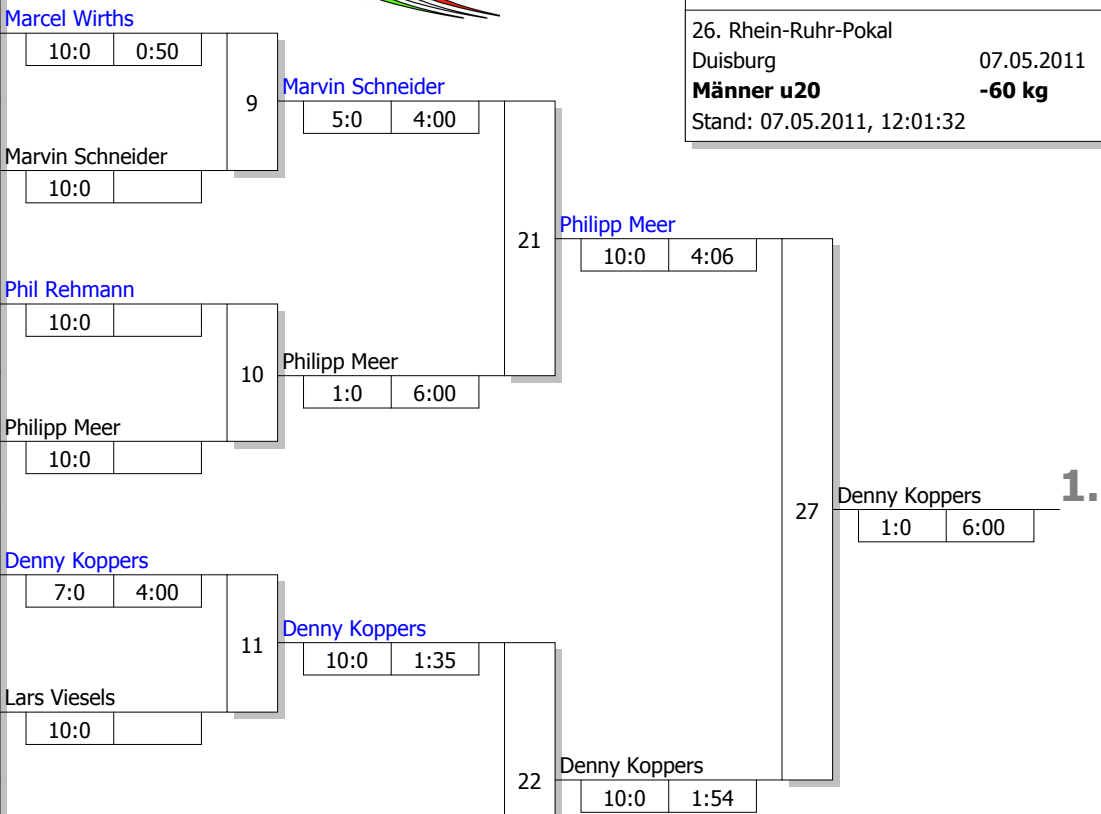 Marcel Wirths
10:0 0:50
9
Marvin Schneider
10:0
Marvin Schneider
5:0 4:00
26. Rhein-Ruhr-Pokal
Duisburg 07.05.2011
Männer u20 -60 kg
Stand: 07.05.2011, 12:01:32
21
Philipp Meer
10:0 4:06
Phil Rehmann
10:0
10
Philipp Meer
10:0
Philipp Meer
1:0 6:00
27
Denny Koppers 1.
1:0 6:00
Denny Koppers
7:0 4:00
11
Lars Viesels
10:0
Denny Koppers
10:0 1:35
22
Denny Koppers
10:0 1:54